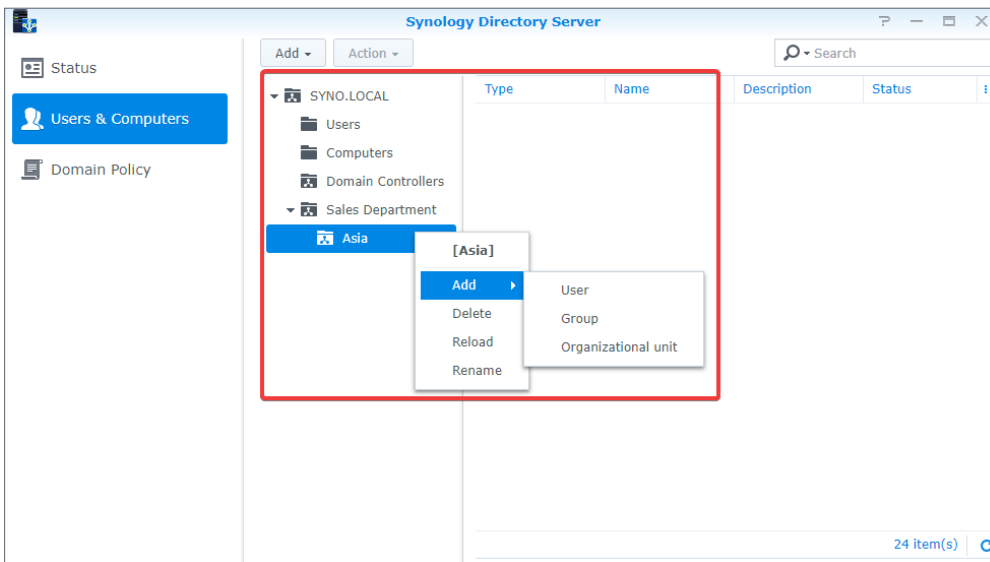 Synology Directory Server
Status
Users & Computers
Domain Policy
Add
Action
Search
SYNO.LOCAL
Users
Computers
Domain Controllers
Sales Department
Asia
Type Name Description Status
[Asia]
Add
Delete
Reload
Rename
User
Group
Organizational unit
24 item(s)